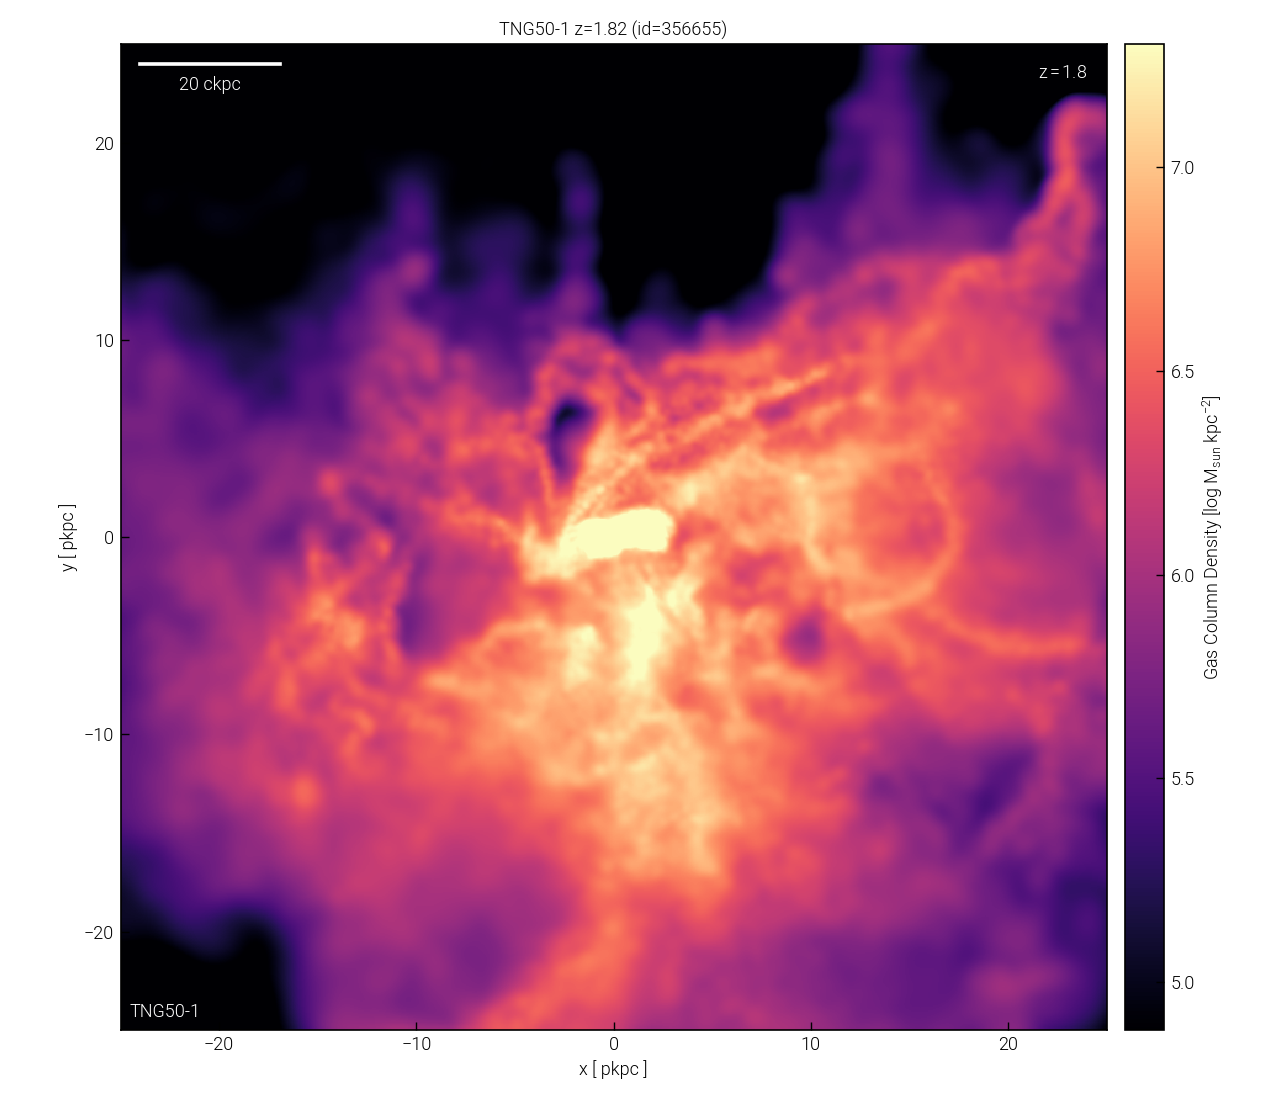 TNG50-1 z=1.82 (id=356655)
20 ckpc
z = 1.8
20
10
0
−10
−20
y [ pkpc ]
TNG50-1
−20
−10
0
10
20
x [ pkpc ]
7.0
6.5
6.0
5.5
5.0
Gas Column Density [log M_sun kpc⁻²]